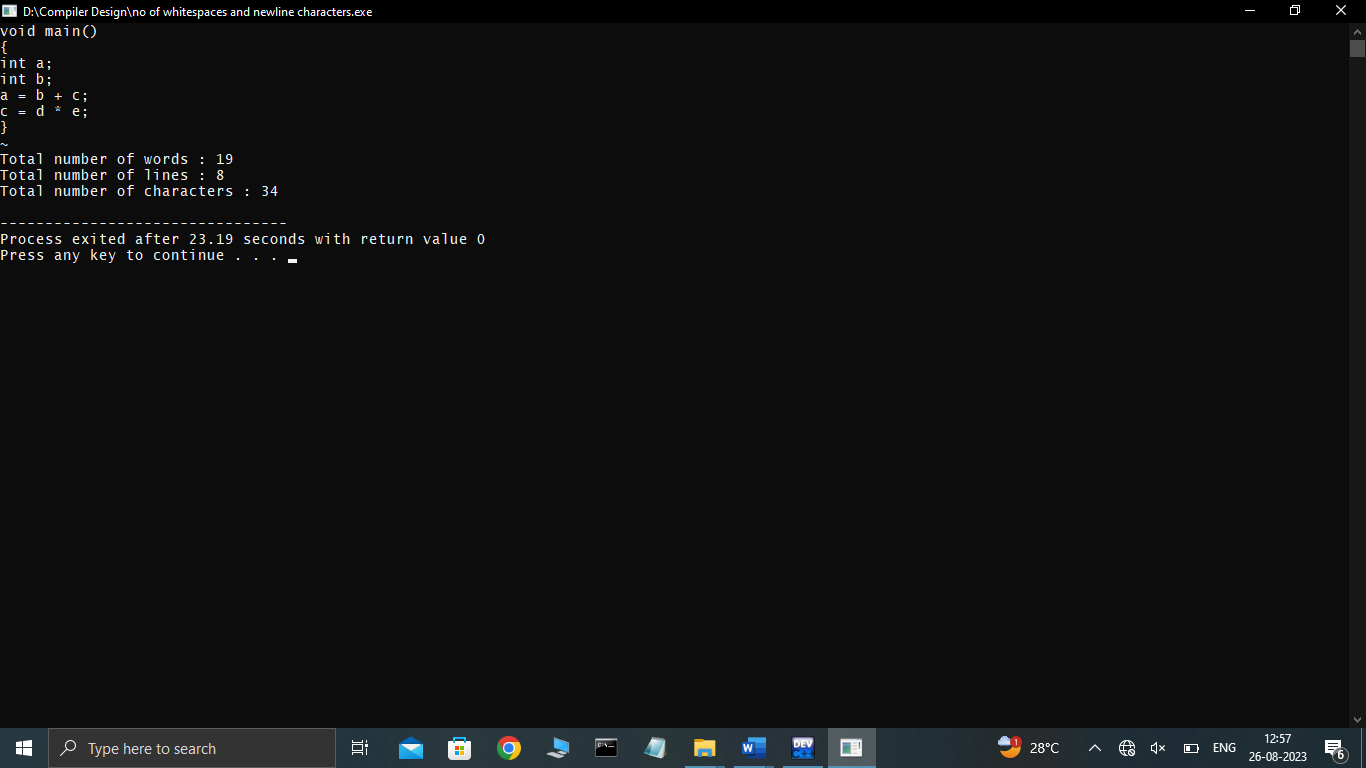 D:\Compiler Design\no of whitespaces and newline characters.exe
void main()
{
int a;
int b;
a = b + c;
c = d * e;
}
~
Total number of words : 19
Total number of lines : 8
Total number of characters : 34
--------------------------------
Process exited after 23.19 seconds with return value 0
Press any key to continue . . .
Type here to search
C:\
W
DEV
1
28°C
ENG
12:57
26-08-2023
6